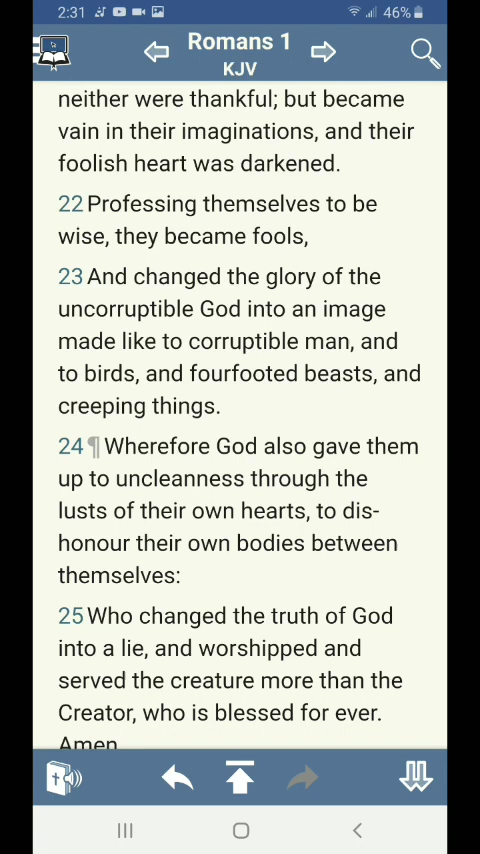 2:31
46%
Romans 1
KJV
neither were thankful; but became
vain in their imaginations, and their
foolish heart was darkened.
22 Professing themselves to be
wise, they became fools,
23 And changed the glory of the
uncorruptible God into an image
made like to corruptible man, and
to birds, and fourfooted beasts, and
creeping things.
24 ¶ Wherefore God also gave them
up to uncleanness through the
lusts of their own hearts, to dis-
honour their own bodies between
themselves:
25 Who changed the truth of God
into a lie, and worshipped and
served the creature more than the
Creator, who is blessed for ever.
Amen